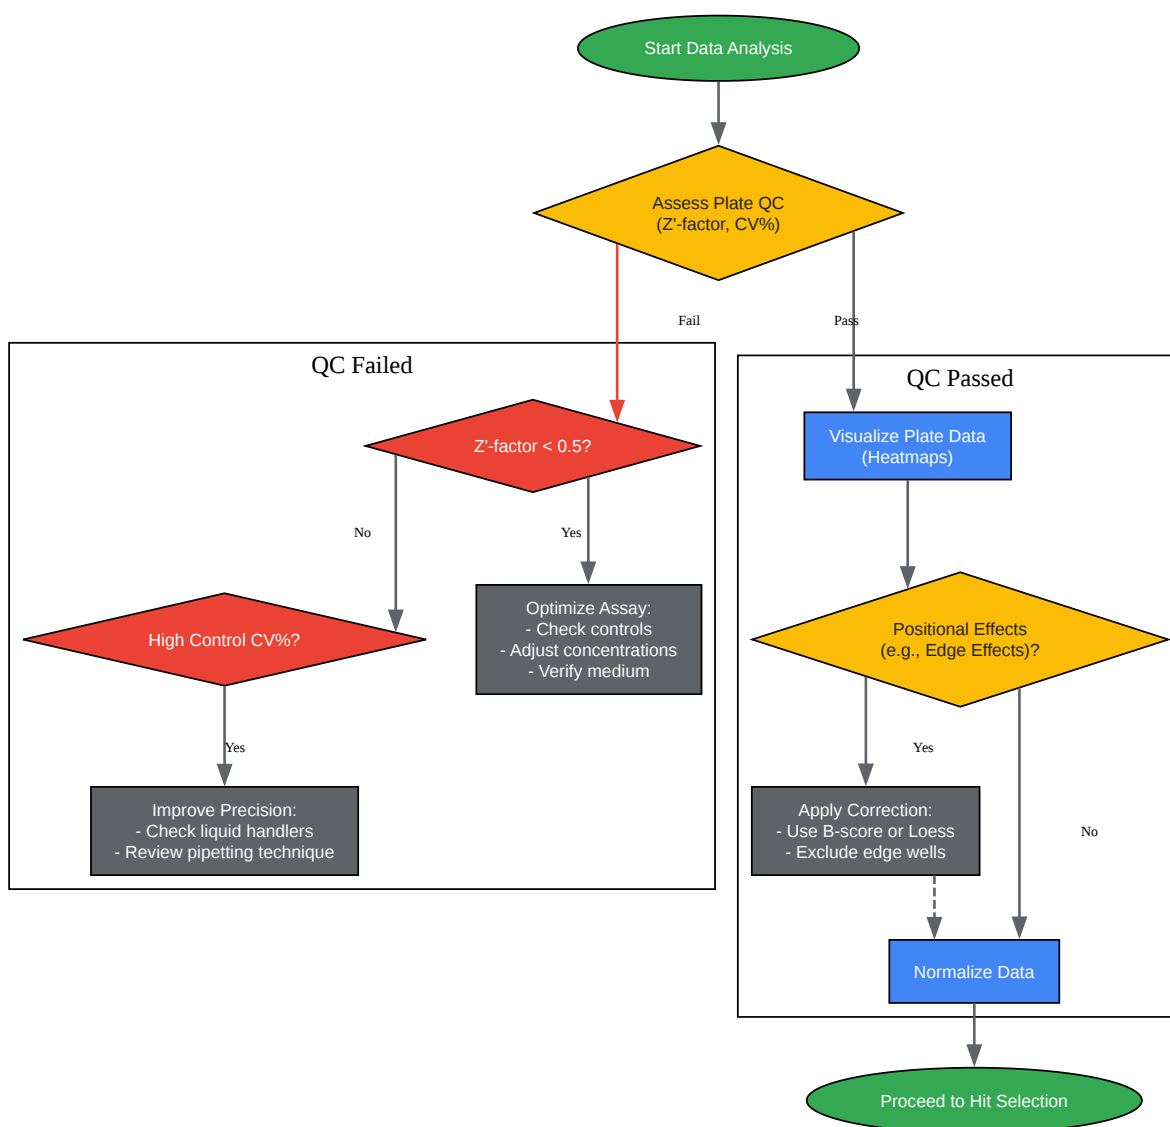 Start Data Analysis
Assess Plate QC
(Z'-factor, CV%)
Fail
Pass
QC Failed
QC Passed
Z'-factor < 0.5?
Visualize Plate Data
(Heatmaps)
No
Yes
Optimize Assay:
- Check controls
- Adjust concentrations
- Verify medium
High Control CV%?
Positional Effects
(e.g., Edge Effects)?
Yes
Yes
Improve Precision:
- Check liquid handlers
- Review pipetting technique
Apply Correction:
- Use B-score or Loess
- Exclude edge wells
No
Normalize Data
Proceed to Hit Selection